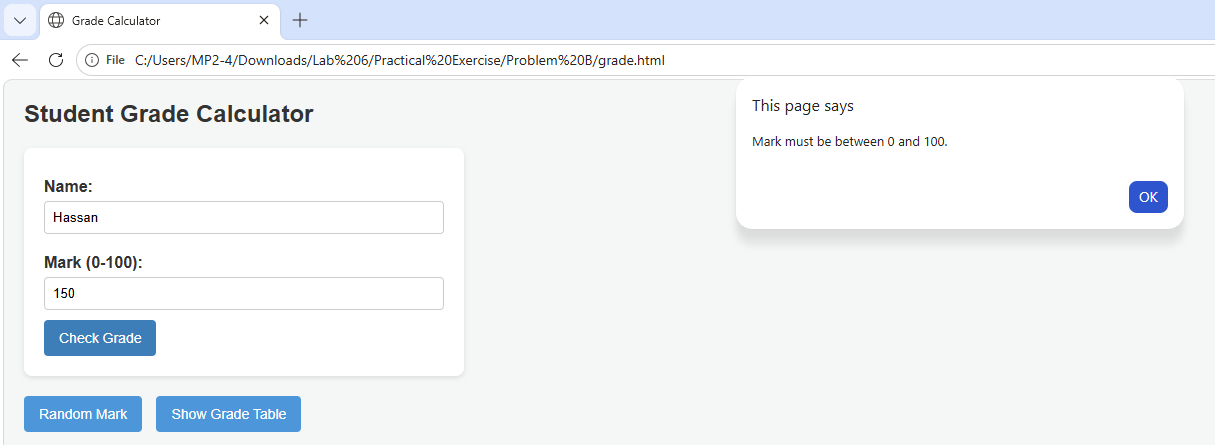 Grade Calculator
File C:/Users/MP2-4/Downloads/Lab%206/Practical%20Exercise/Problem%20B/grade.html
Student Grade Calculator
This page says
Mark must be between 0 and 100.
OK
Name:
Hassan
Mark (0-100):
150
Check Grade
Random Mark Show Grade Table